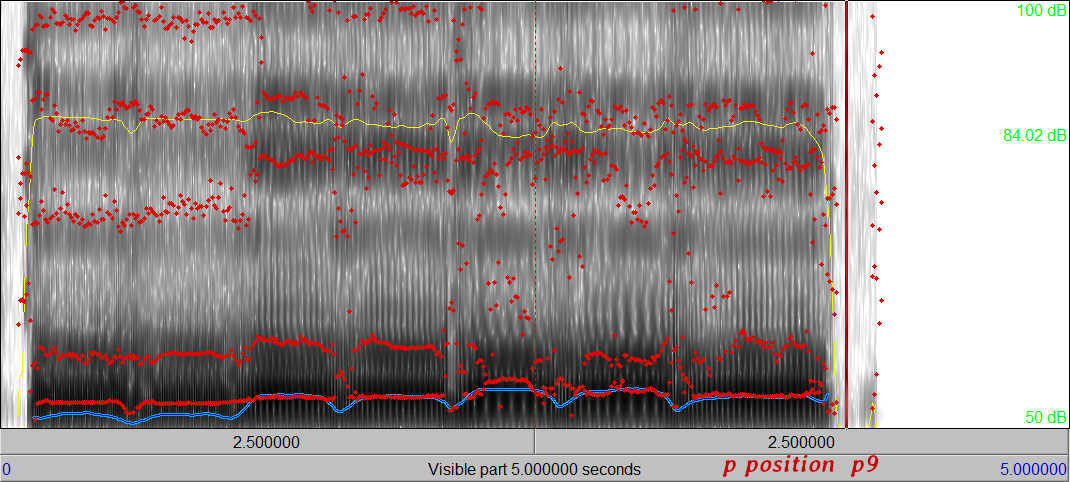 100 dB
84.02 dB
50 dB
2.500000 2.500000
0 Visible part 5.000000 seconds p position p9 5.000000